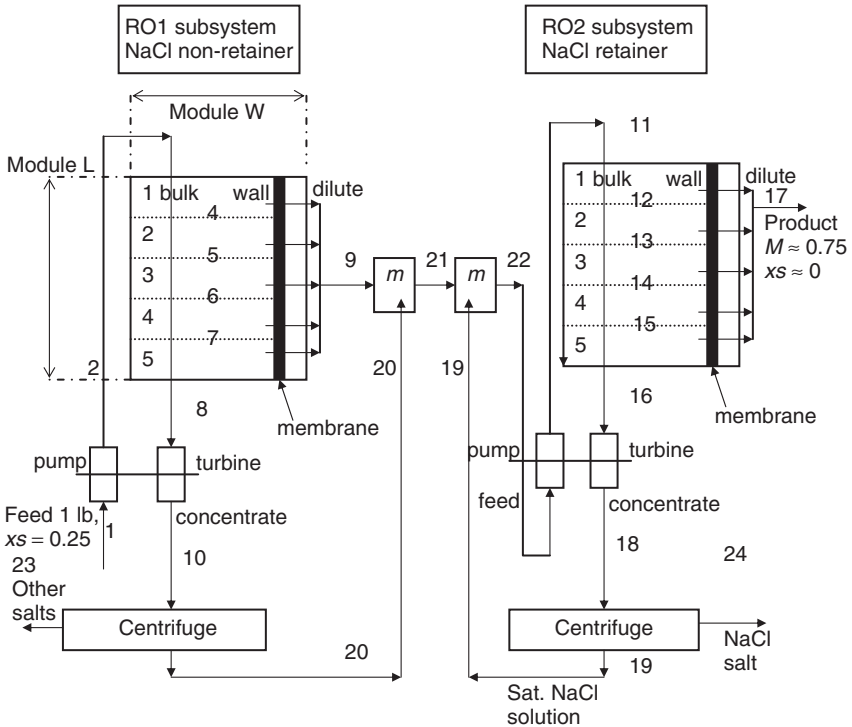 RO1 subsystem
NaCl non-retainer
RO2 subsystem
NaCl retainer
Module W
Module L
1 bulk
wall
dilute
4
2
5
3
6
4
7
5
2
8
9
m
21
m
22
20
19
11
1 bulk
wall
dilute
17
12
2
13
3
14
4
15
5
Product
M ≈ 0.75
xs ≈ 0
16
membrane
membrane
pump
turbine
pump
turbine
Feed 1 lb,
xs = 0.25
1
concentrate
feed
concentrate
10
18
24
23
Other
salts
Centrifuge
Centrifuge
NaCl
salt
20
19
Sat. NaCl
solution